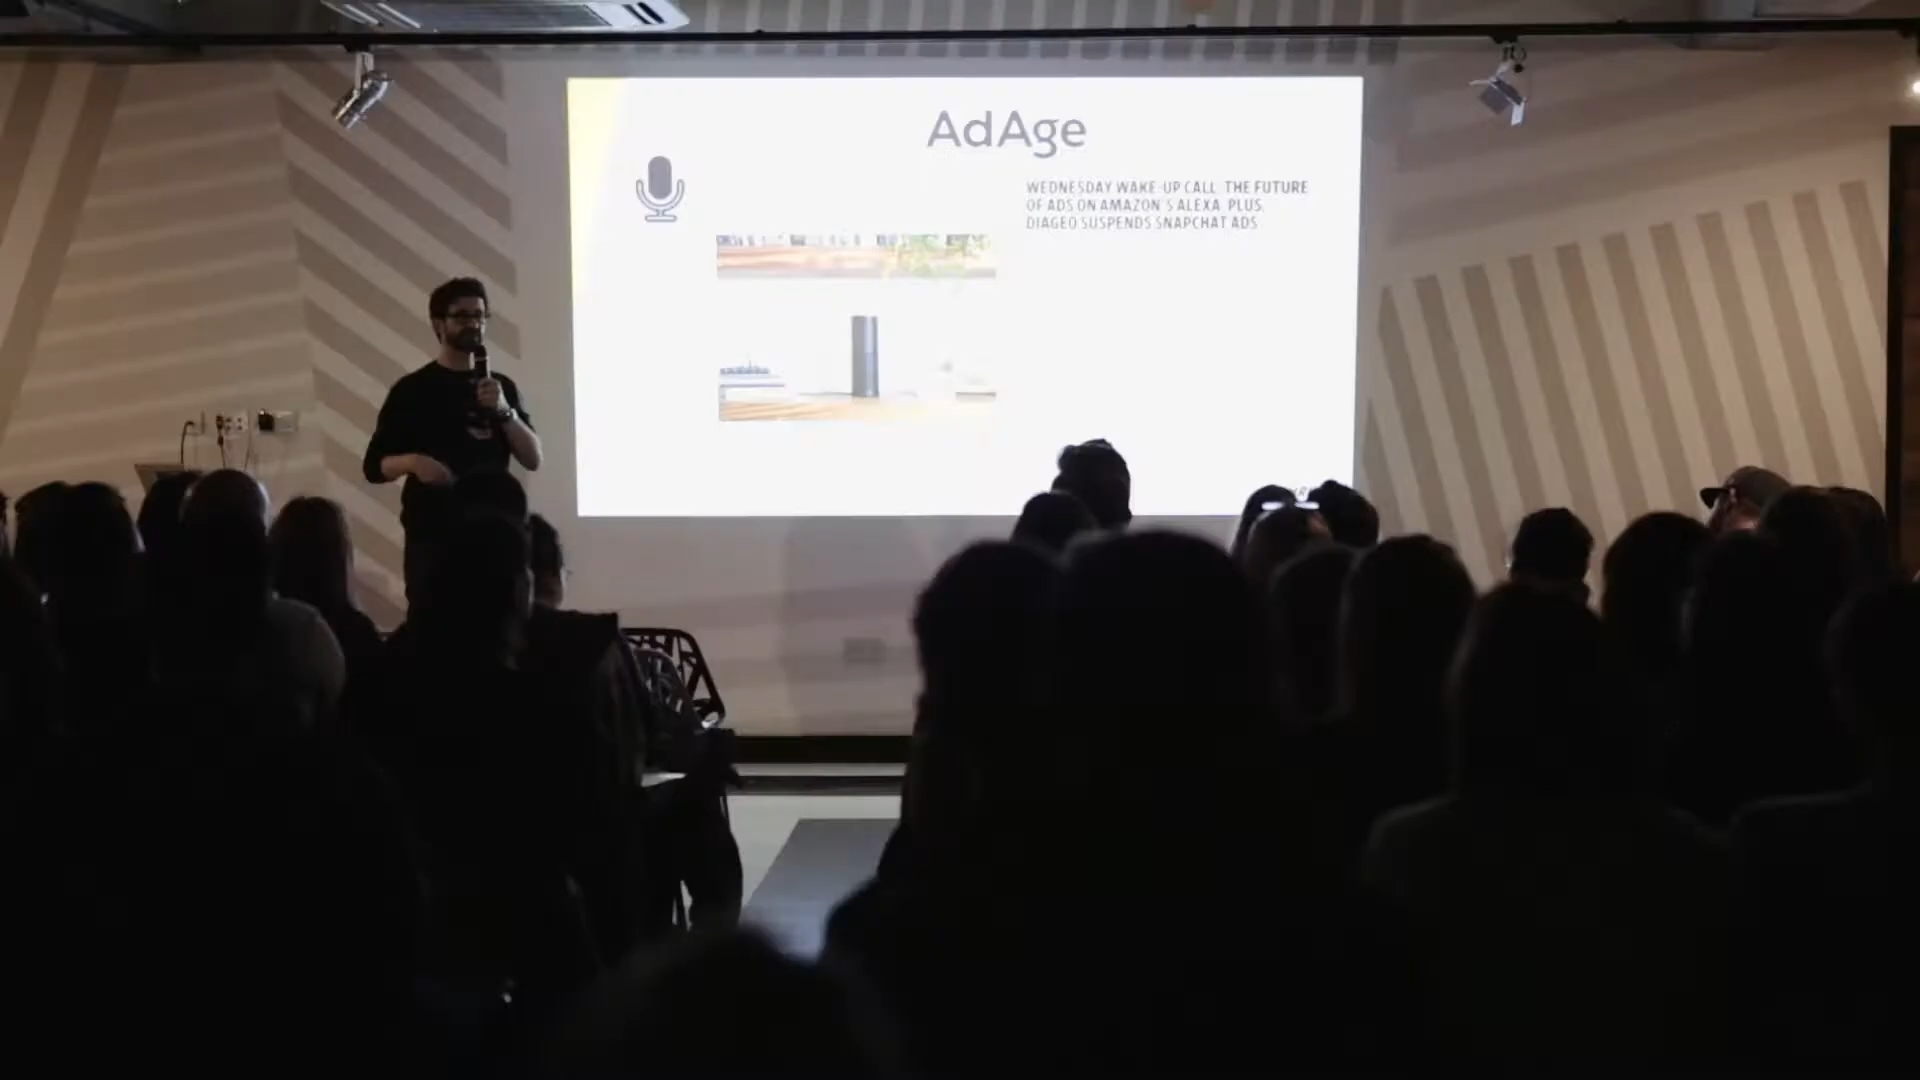 AdAge
WEDNESDAY WAKE-UP CALL: THE FUTURE
OF ADS ON AMAZON'S ALEXA. PLUS,
DIAGEO SUSPENDS SNAPCHAT ADS